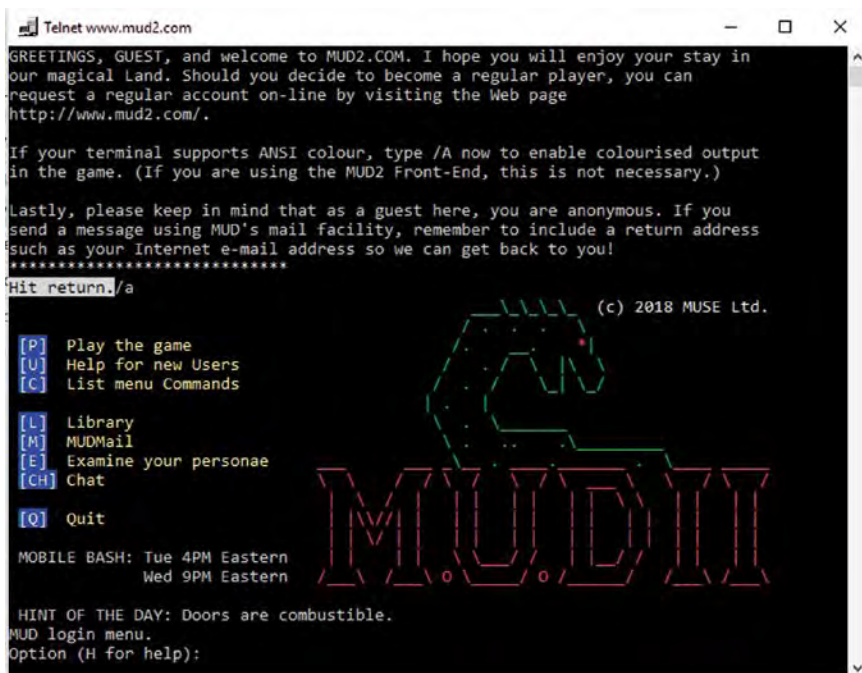 Telnet www.mud2.com
GREETINGS, GUEST, and welcome to MUD2.COM. I hope you will enjoy your stay in
our magical Land. Should you decide to become a regular player, you can
request a regular account on-line by visiting the Web page
http://www.mud2.com/.
If your terminal supports ANSI colour, type /A now to enable colourised output
in the game. (If you are using the MUD2 Front-End, this is not necessary.)
Lastly, please keep in mind that as a guest here, you are anonymous. If you
send a message using MUD's mail facility, remember to include a return address
such as your Internet e-mail address so we can get back to you!
*****************************
Hit return./a
(c) 2018 MUSE Ltd.
[P] Play the game
[U] Help for new Users
[C] List menu Commands
[L] Library
[M] MUDMail
[E] Examine your personae
[CH] Chat
[Q] Quit
M.U.D II
MOBILE BASH: Tue 4PM Eastern
Wed 9PM Eastern
HINT OF THE DAY: Doors are combustible.
MUD login menu.
Option (H for help):